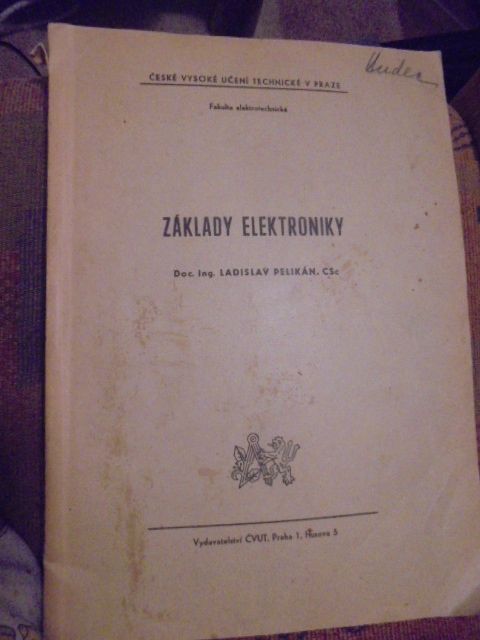 ČESKÉ VYSOKÉ UČENÍ TECHNICKÉ V PRAZE
Fakulta elektrotechnická
ZÁKLADY ELEKTRONIKY
Doc. Ing. LADISLAV PELIKÁN, CSc
Vydavatelství ČVUT, Praha 1, Husova 5